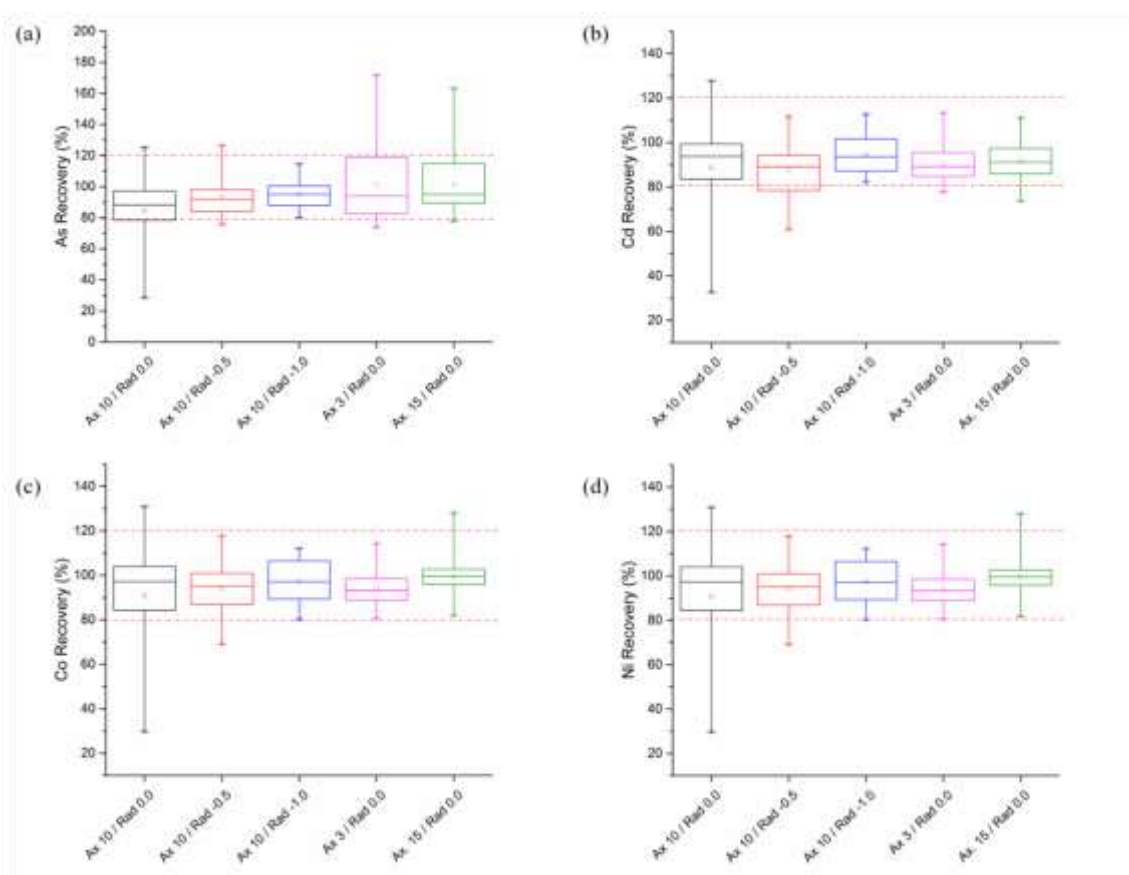 (a)
As Recovery (%)
200
180
160
140
120
100
80
60
40
20
0
Ax 10 / Rad 0.0
Ax 10 / Rad -0.5
Ax 10 / Rad -1.0
Ax 3 / Rad 0.0
Ax. 15 / Rad 0.0
(b)
Cd Recovery (%)
140
120
100
80
60
40
20
Ax 10 / Rad 0.0
Ax 10 / Rad -0.5
Ax 10 / Rad -1.0
Ax 3 / Rad 0.0
Ax. 15 / Rad 0.0
(c)
Co Recovery (%)
140
120
100
80
60
40
20
Ax 10 / Rad 0.0
Ax 10 / Rad -0.5
Ax 10 / Rad -1.0
Ax 3 / Rad 0.0
Ax. 15 / Rad 0.0
(d)
Ni Recovery (%)
140
120
100
80
60
40
20
Ax 10 / Rad 0.0
Ax 10 / Rad -0.5
Ax 10 / Rad -1.0
Ax 3 / Rad 0.0
Ax. 15 / Rad 0.0